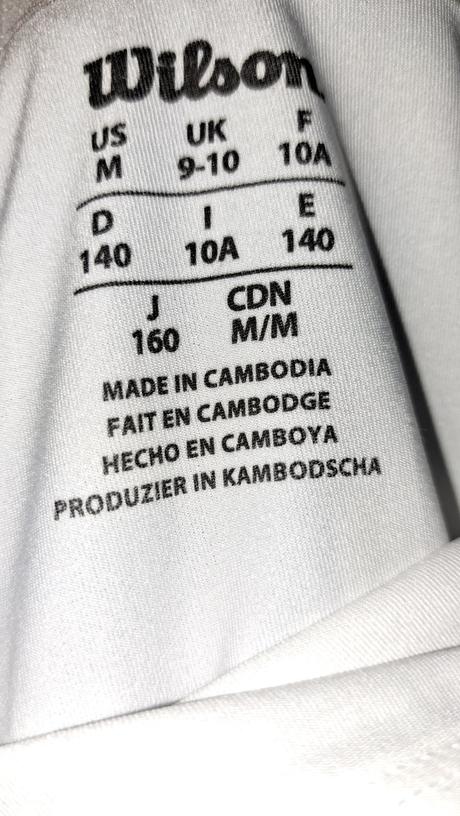 Wilson
US UK F
M 9-10 10A
D I E
140 10A 140
J CDN
160 M/M
MADE IN CAMBODIA
FAIT EN CAMBODGE
HECHO EN CAMBOYA
PRODUZIER IN KAMBODSCHA